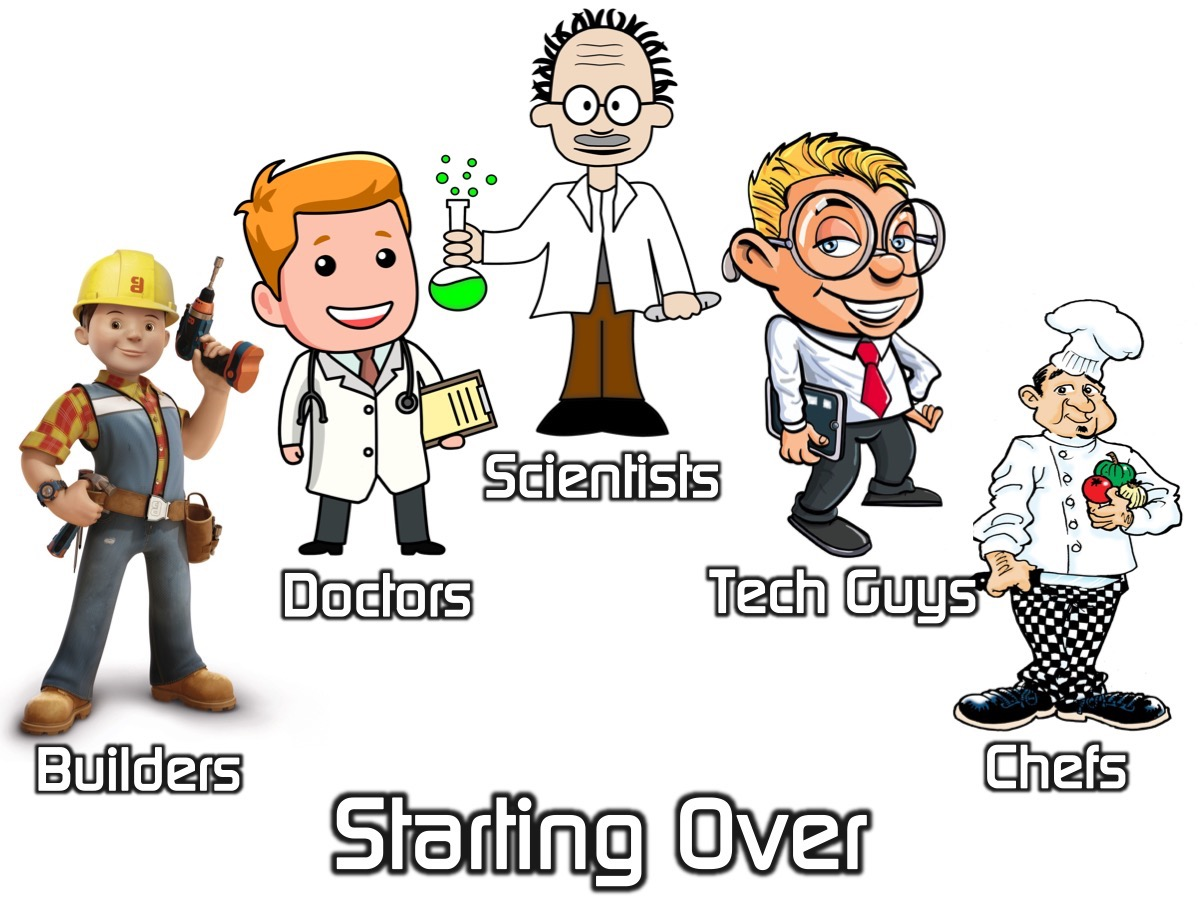 Scientists
Doctors
Tech Guys
Builders
Chefs
Starting Over